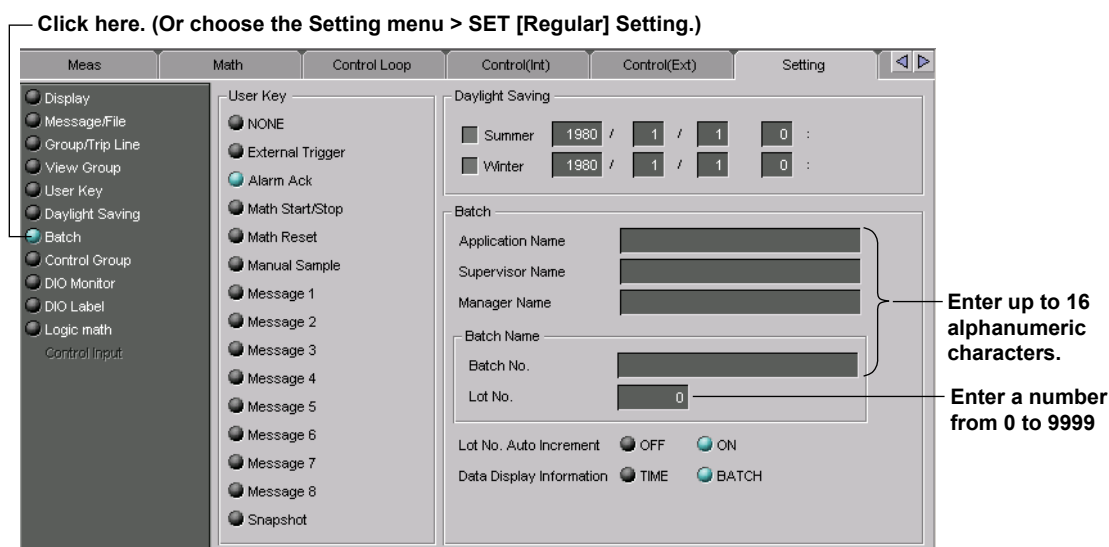 Click here. (Or choose the Setting menu > SET [Regular] Setting.)
Meas
Math
Control Loop
Control(Int)
Control(Ext)
Setting
Display
Message/File
Group/Trip Line
View Group
User Key
Daylight Saving
Batch
Control Group
DIO Monitor
DIO Label
Logic math
Control Input
User Key
NONE
External Trigger
Alarm Ack
Math Start/Stop
Math Reset
Manual Sample
Message 1
Message 2
Message 3
Message 4
Message 5
Message 6
Message 7
Message 8
Snapshot
Daylight Saving
Summer 1980 / 1 / 1 0 :
Winter 1980 / 1 / 1 0 :
Batch
Application Name
Supervisor Name
Manager Name
Batch Name
Batch No.
Lot No. 0
Lot No. Auto Increment OFF ON
Data Display Information TIME BATCH
Enter up to 16
alphanumeric
characters.
Enter a number
from 0 to 9999